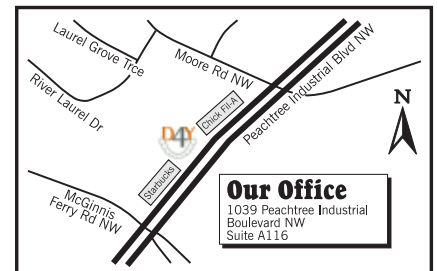 Laurel Grove Trce
Moore Rd NW
Peachtree Industrial Blvd NW
River Laurel Dr
Chick Fil-A
N
D4Y
Starbucks
McGinnis
Ferry Rd NW
Our Office
1039 Peachtree Industrial
Boulevard NW
Suite A116